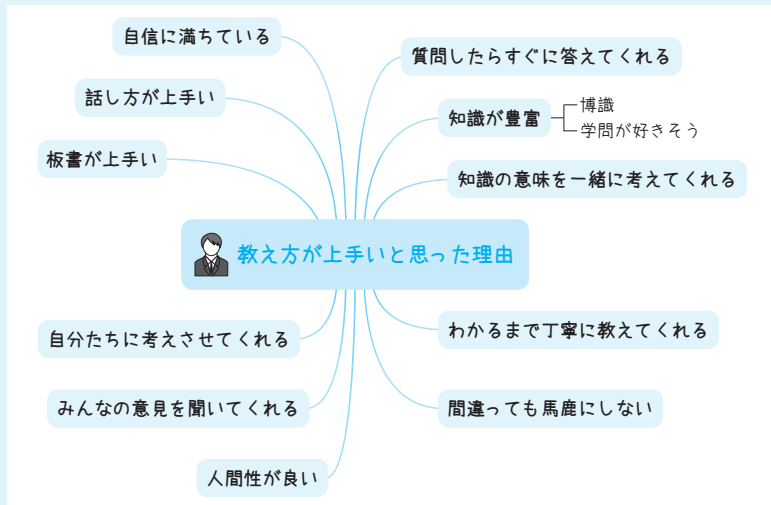 自信に満ちている
話し方が上手い
板書が上手い
質問したらすぐに答えてくれる
知識が豊富
博識
学問が好きそう
知識の意味を一緒に考えてくれる
教え方が上手いと思った理由
自分たちに考えさせてくれる
みんなの意見を聞いてくれる
人間性が良い
わかるまで丁寧に教えてくれる
間違っても馬鹿にしない